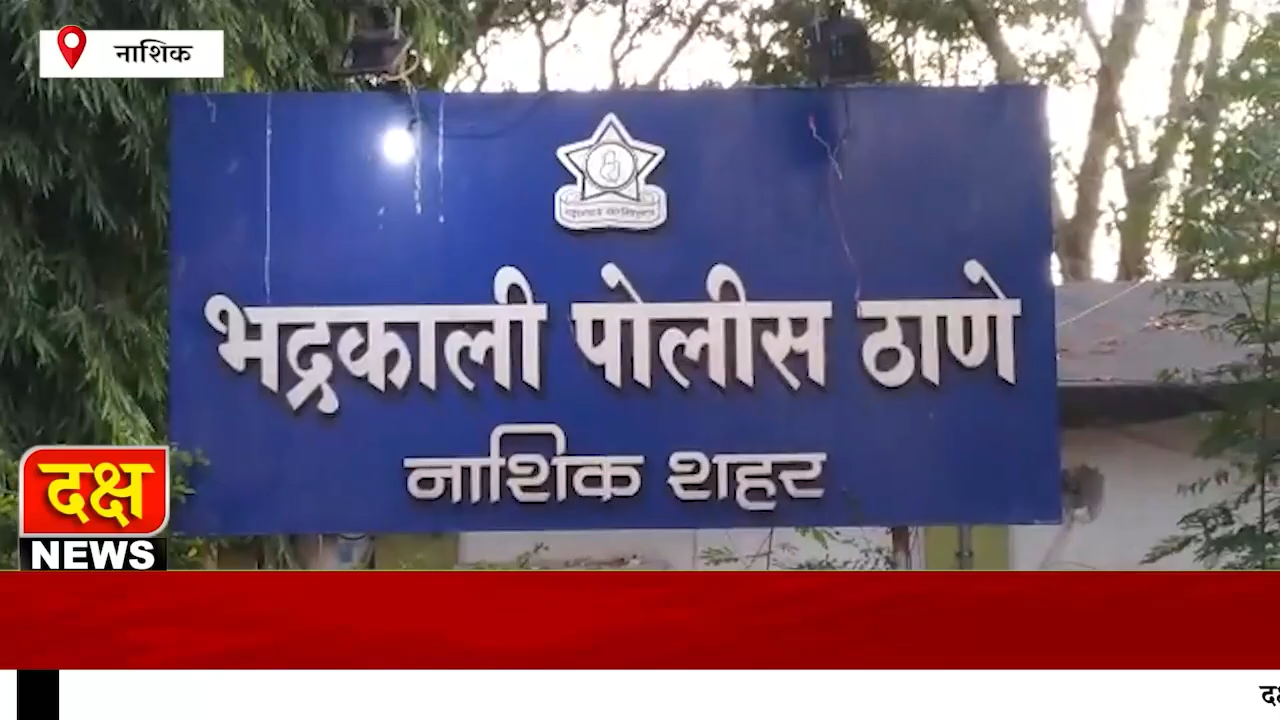 नाशिक
भद्रकाली पोलीस ठाणे
नाशिक शहर
दक्ष
NEWS